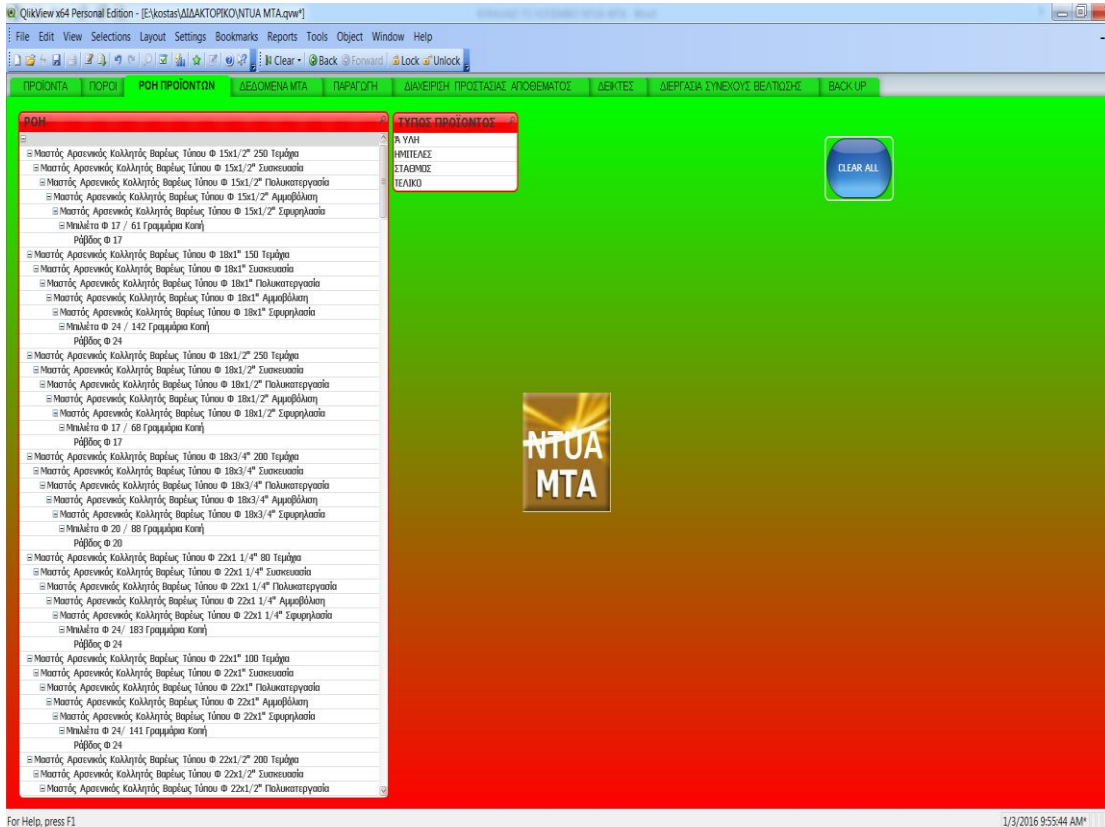 QlikView x64 Personal Edition - [E:\kostas\ΔΙΔΑΚΤΟΡΙΚΟ\NTUA MTA.qvw*]
File Edit View Selections Layout Settings Bookmarks Reports Tools Object Window Help
Clear Back Forward Lock Unlock
ΠΡΟΪΟΝΤΑ ΠΟΡΟΙ ΡΟΗ ΠΡΟΪΟΝΤΩΝ ΔΕΔΟΜΕΝΑ ΜΤΑ ΠΑΡΑΓΩΓΗ ΔΙΑΧΕΙΡΙΣΗ ΠΡΟΣΤΑΣΙΑΣ ΑΠΟΘΕΜΑΤΟΣ ΔΕΙΚΤΕΣ ΔΙΕΡΓΑΣΙΑ ΣΥΝΕΧΟΥΣ ΒΕΛΤΙΩΣΗΣ BACK UP
ΡΟΗ
Μαστός Αρσενικός Κολλητός Βαρέως Τύπου Φ 15x1/2" 250 Τεμάχια
Μαστός Αρσενικός Κολλητός Βαρέως Τύπου Φ 15x1/2" Συσκευασία
Μαστός Αρσενικός Κολλητός Βαρέως Τύπου Φ 15x1/2" Πολυκατεργασία
Μαστός Αρσενικός Κολλητός Βαρέως Τύπου Φ 15x1/2" Αμμοβόλιση
Μαστός Αρσενικός Κολλητός Βαρέως Τύπου Φ 15x1/2" Σφυρηλασία
Μπιλιέτα Φ 17 / 61 Γραμμάρια Κοπή
Ράβδος Φ 17
Μαστός Αρσενικός Κολλητός Βαρέως Τύπου Φ 18x1" 150 Τεμάχια
Μαστός Αρσενικός Κολλητός Βαρέως Τύπου Φ 18x1" Συσκευασία
Μαστός Αρσενικός Κολλητός Βαρέως Τύπου Φ 18x1" Πολυκατεργασία
Μαστός Αρσενικός Κολλητός Βαρέως Τύπου Φ 18x1" Αμμοβόλιση
Μαστός Αρσενικός Κολλητός Βαρέως Τύπου Φ 18x1" Σφυρηλασία
Μπιλιέτα Φ 24 / 142 Γραμμάρια Κοπή
Ράβδος Φ 24
Μαστός Αρσενικός Κολλητός Βαρέως Τύπου Φ 18x1/2" 250 Τεμάχια
Μαστός Αρσενικός Κολλητός Βαρέως Τύπου Φ 18x1/2" Συσκευασία
Μαστός Αρσενικός Κολλητός Βαρέως Τύπου Φ 18x1/2" Πολυκατεργασία
Μαστός Αρσενικός Κολλητός Βαρέως Τύπου Φ 18x1/2" Αμμοβόλιση
Μαστός Αρσενικός Κολλητός Βαρέως Τύπου Φ 18x1/2" Σφυρηλασία
Μπιλιέτα Φ 17 / 68 Γραμμάρια Κοπή
Ράβδος Φ 17
Μαστός Αρσενικός Κολλητός Βαρέως Τύπου Φ 18x3/4" 200 Τεμάχια
Μαστός Αρσενικός Κολλητός Βαρέως Τύπου Φ 18x3/4" Συσκευασία
Μαστός Αρσενικός Κολλητός Βαρέως Τύπου Φ 18x3/4" Πολυκατεργασία
Μαστός Αρσενικός Κολλητός Βαρέως Τύπου Φ 18x3/4" Αμμοβόλιση
Μαστός Αρσενικός Κολλητός Βαρέως Τύπου Φ 18x3/4" Σφυρηλασία
Μπιλιέτα Φ 20 / 88 Γραμμάρια Κοπή
Ράβδος Φ 20
Μαστός Αρσενικός Κολλητός Βαρέως Τύπου Φ 22x1 1/4" 80 Τεμάχια
Μαστός Αρσενικός Κολλητός Βαρέως Τύπου Φ 22x1 1/4" Συσκευασία
Μαστός Αρσενικός Κολλητός Βαρέως Τύπου Φ 22x1 1/4" Πολυκατεργασία
Μαστός Αρσενικός Κολλητός Βαρέως Τύπου Φ 22x1 1/4" Αμμοβόλιση
Μαστός Αρσενικός Κολλητός Βαρέως Τύπου Φ 22x1 1/4" Σφυρηλασία
Μπιλιέτα Φ 24/ 183 Γραμμάρια Κοπή
Ράβδος Φ 24
Μαστός Αρσενικός Κολλητός Βαρέως Τύπου Φ 22x1" 100 Τεμάχια
Μαστός Αρσενικός Κολλητός Βαρέως Τύπου Φ 22x1" Συσκευασία
Μαστός Αρσενικός Κολλητός Βαρέως Τύπου Φ 22x1" Πολυκατεργασία
Μαστός Αρσενικός Κολλητός Βαρέως Τύπου Φ 22x1" Αμμοβόλιση
Μαστός Αρσενικός Κολλητός Βαρέως Τύπου Φ 22x1" Σφυρηλασία
Μπιλιέτα Φ 24/ 141 Γραμμάρια Κοπή
Ράβδος Φ 24
Μαστός Αρσενικός Κολλητός Βαρέως Τύπου Φ 22x1/2" 200 Τεμάχια
Μαστός Αρσενικός Κολλητός Βαρέως Τύπου Φ 22x1/2" Συσκευασία
Μαστός Αρσενικός Κολλητός Βαρέως Τύπου Φ 22x1/2" Πολυκατεργασία
ΤΥΠΟΣ ΠΡΟΪΟΝΤΟΣ
Ά ΥΛΗ
ΗΜΙΤΕΛΕΣ
ΣΤΑΘΜΟΣ
ΤΕΛΙΚΟ
CLEAR ALL
NTUA
MTA
For Help, press F1
1/3/2016 9:55:44 AM*